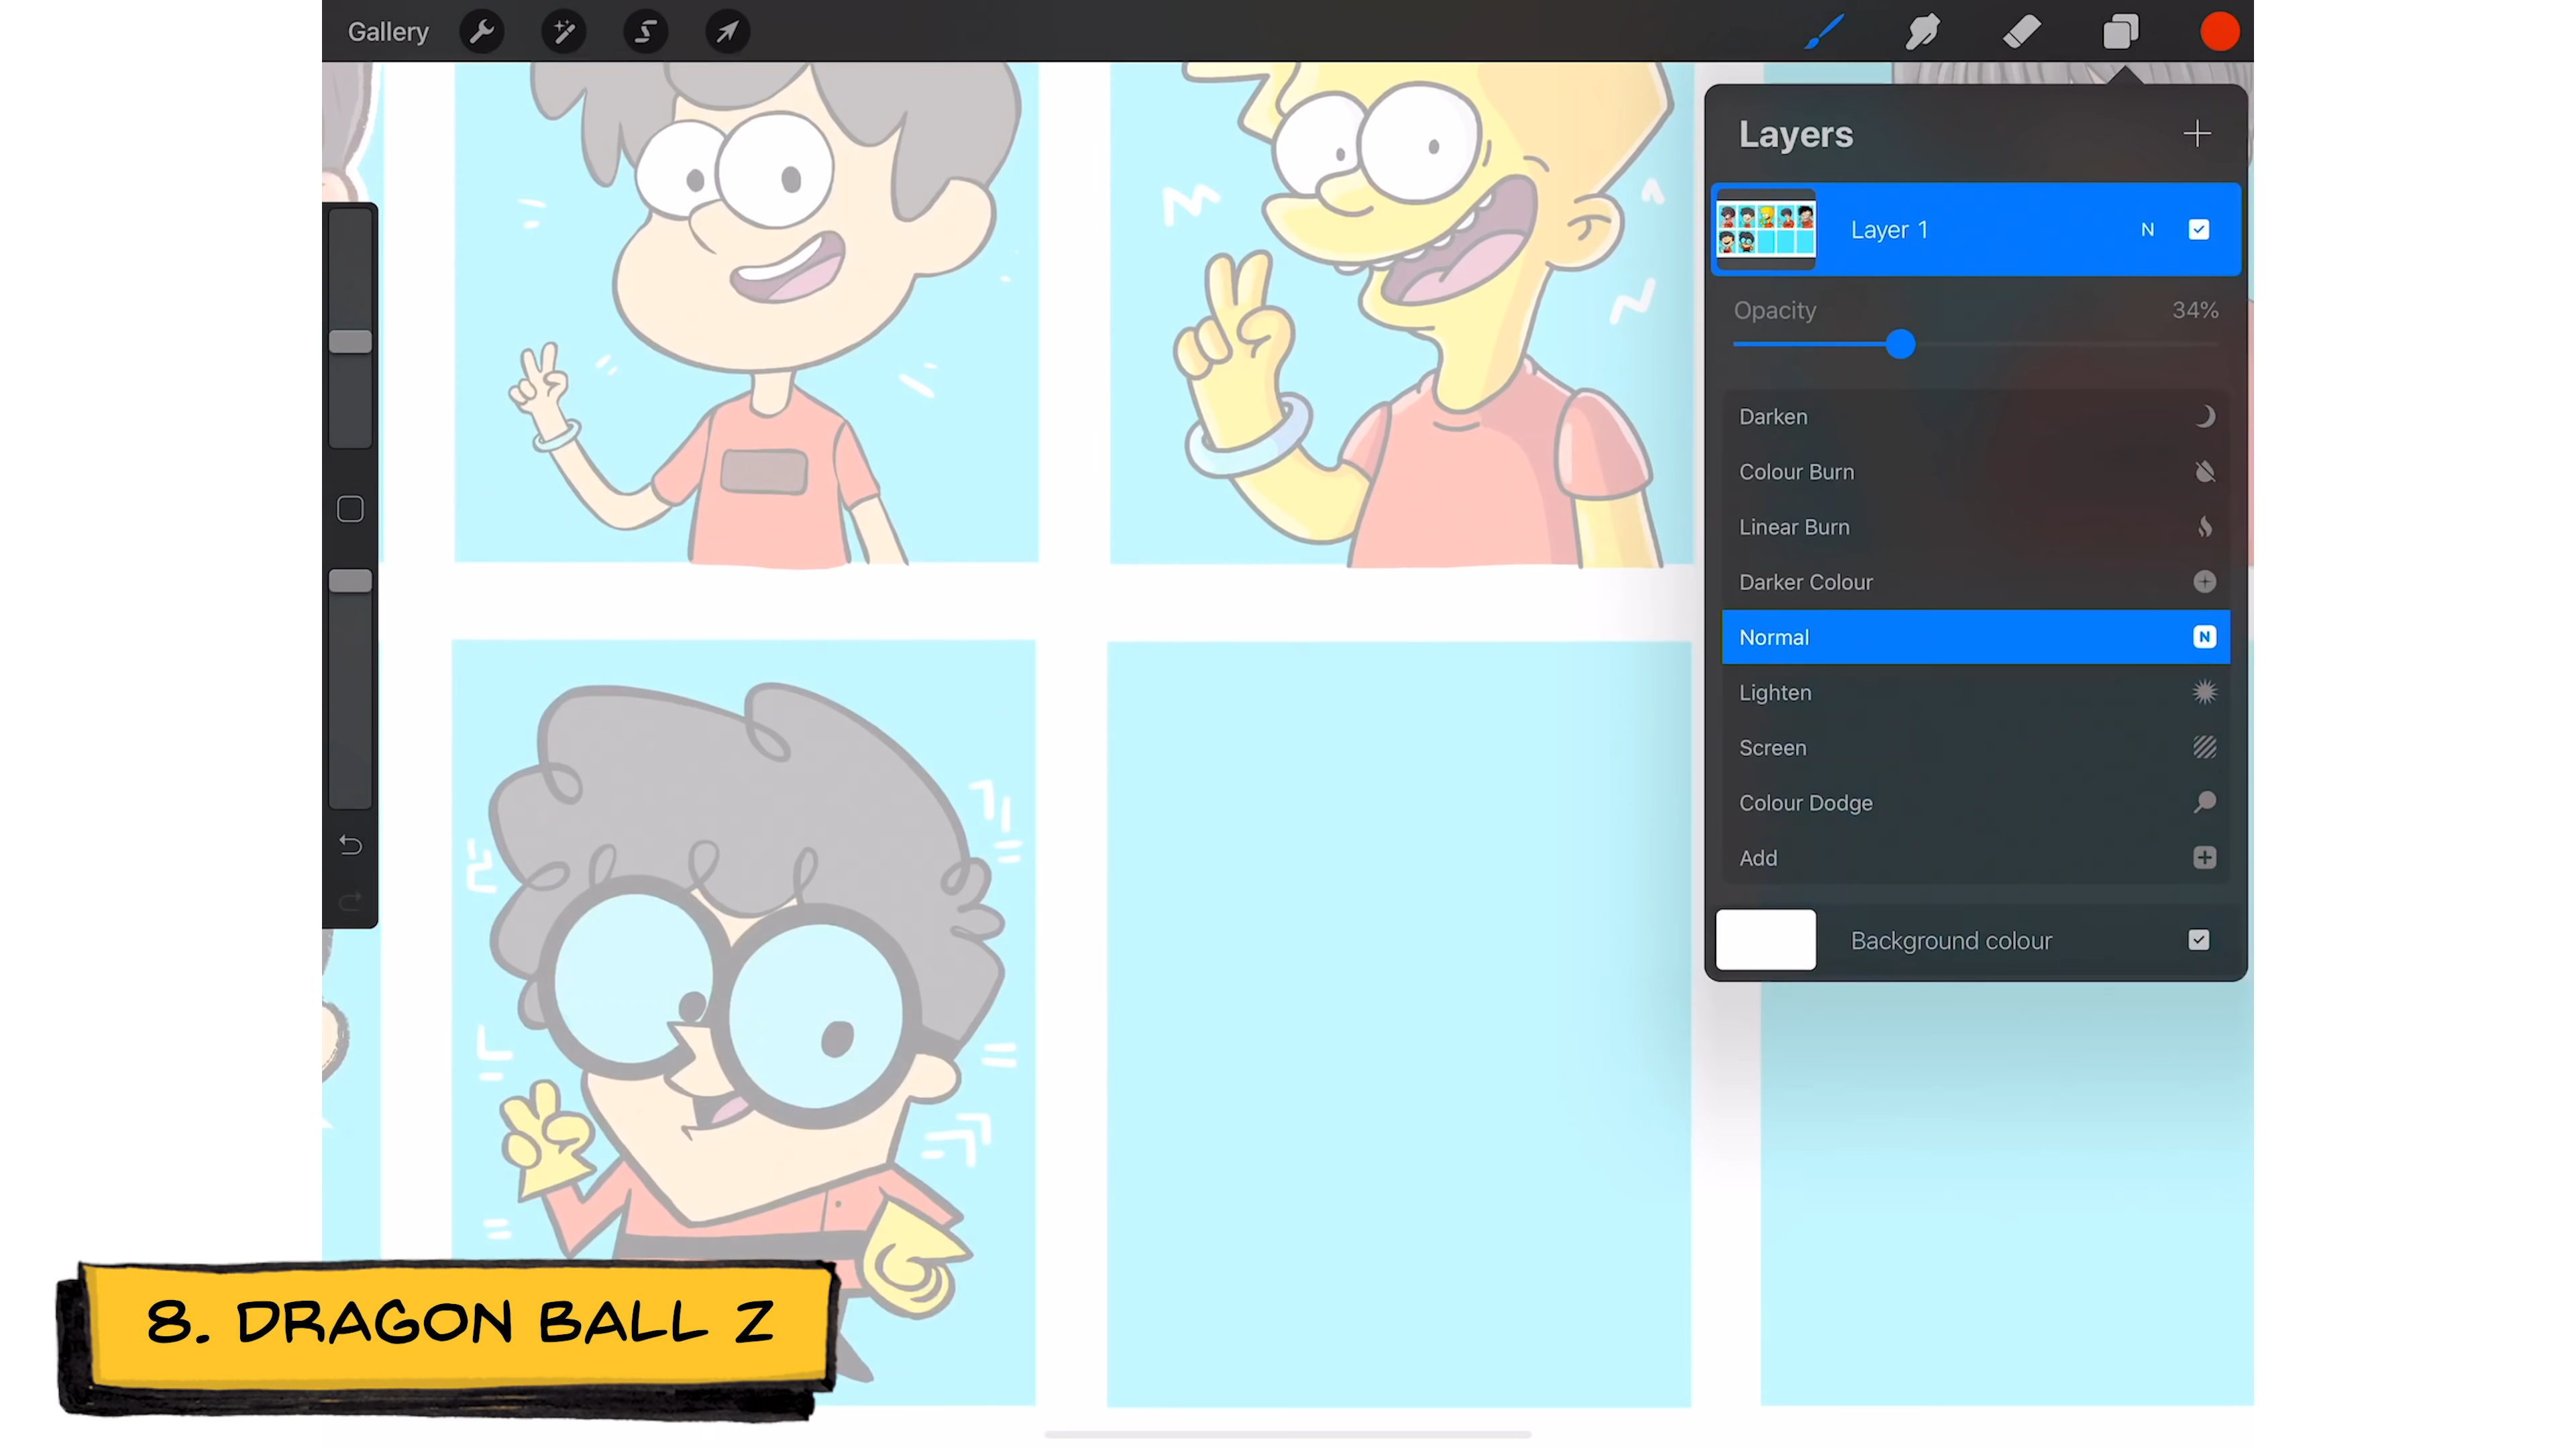 Gallery
Layers
Layer 1 N
Opacity 34%
Darken
Colour Burn
Linear Burn
Darker Colour
Normal N
Lighten
Screen
Colour Dodge
Add
Background colour
8. DRAGON BALL Z